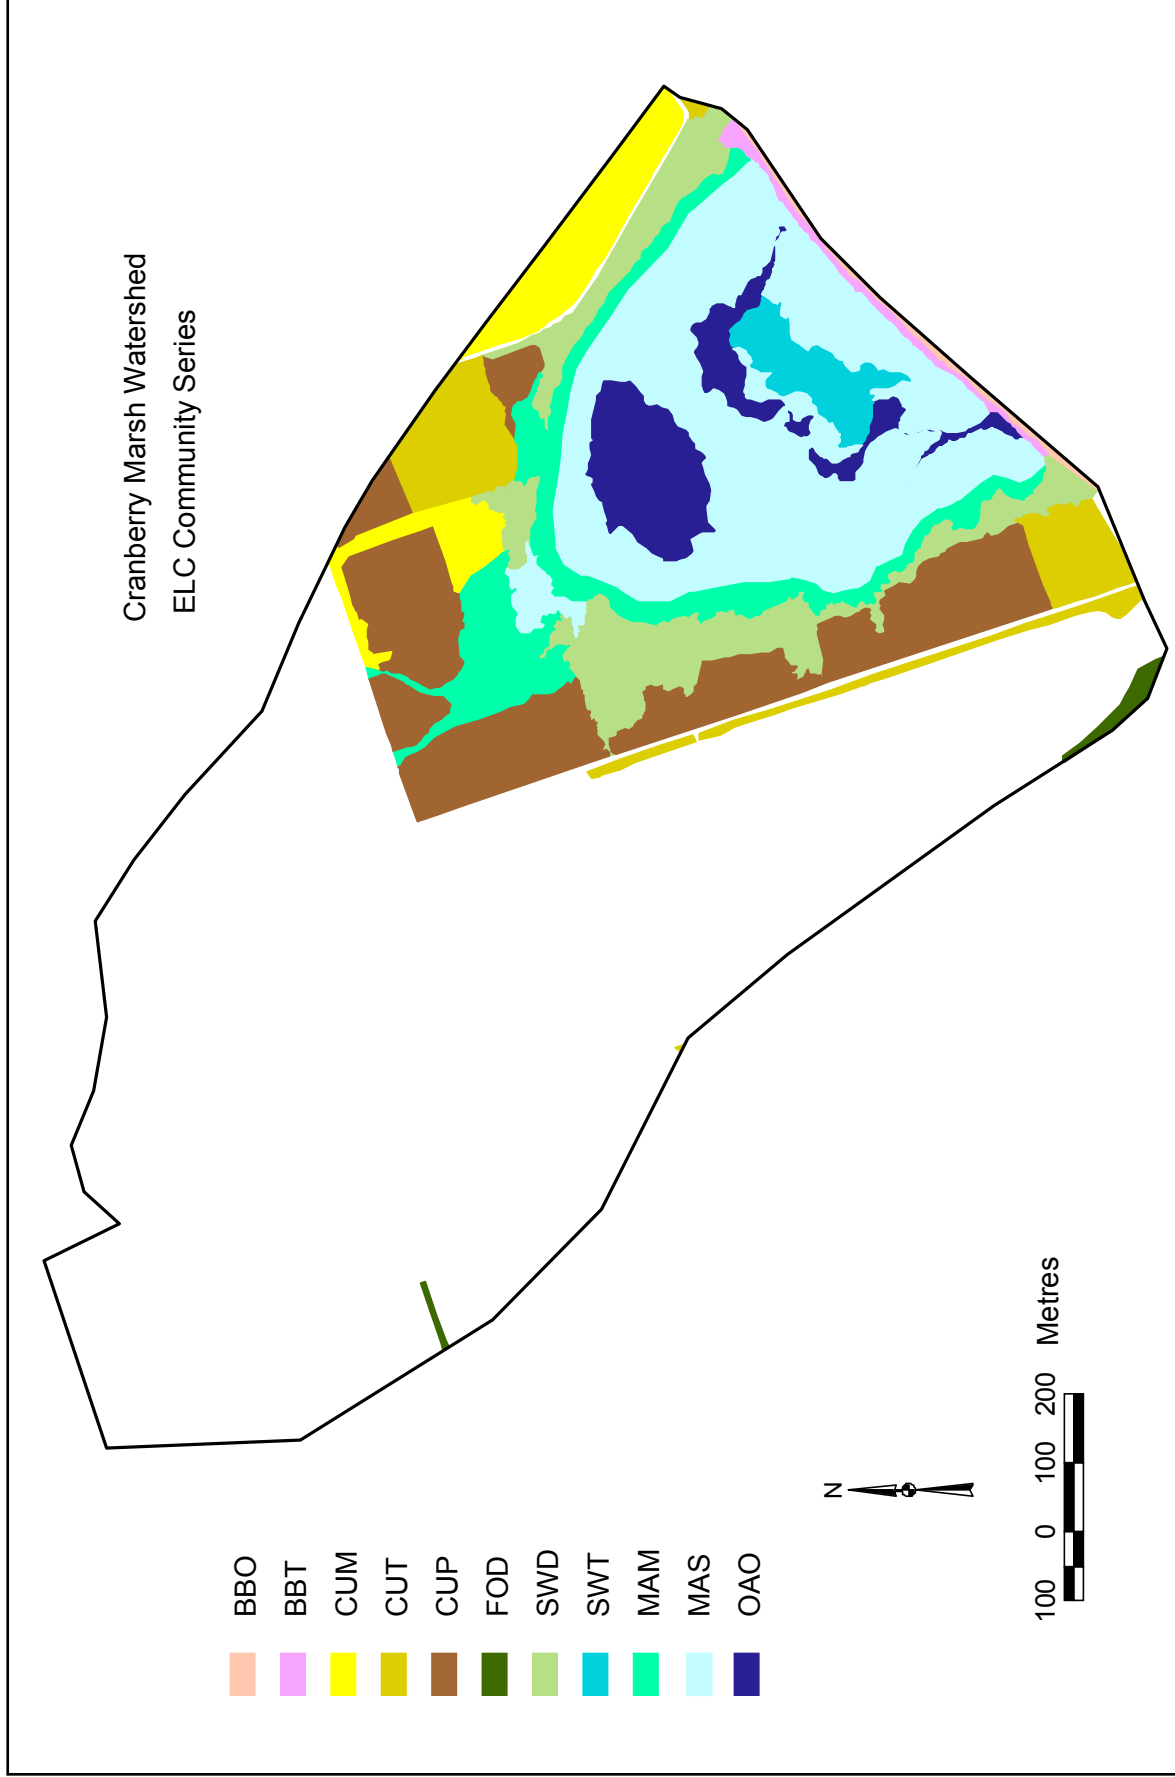 Cranberry Marsh Watershed
ELC Community Series
BBO
BBT
CUM
CUT
CUP
FOD
SWD
SWT
MAM
MAS
OAO
N
100 0 100 200 Metres